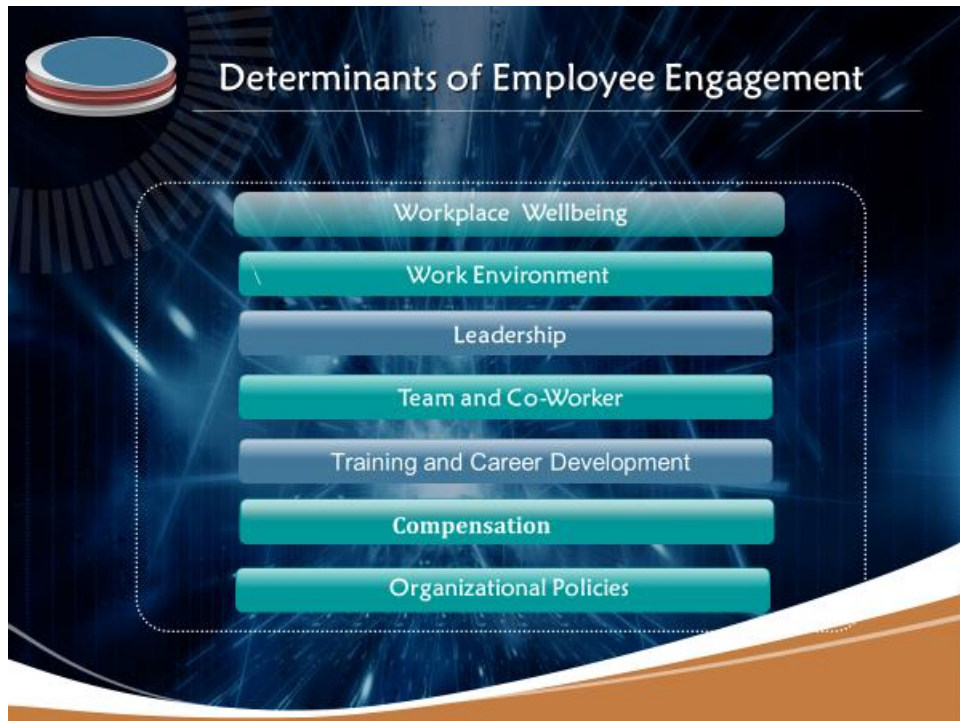 Determinants of Employee Engagement
Workplace Wellbeing
\ Work Environment
Leadership
Team and Co-Worker
Training and Career Development
Compensation
Organizational Policies